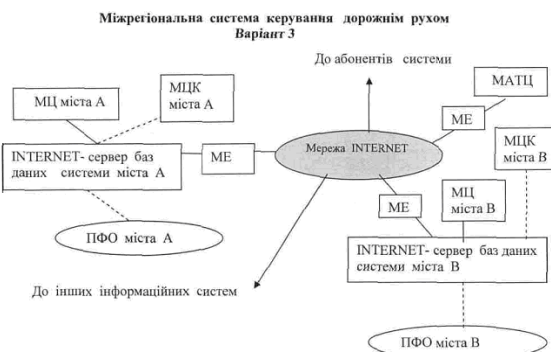 Міжрегіональна система керування дорожнім рухом
Варіант 3
До абонентів системи
МЦ міста А
МЦК
міста А
МАТЦ
МЕ
INTERNET- сервер баз
даних системи міста А
МЕ
Мережа INTERNET
МЦК
міста В
МЕ
МЦ
міста В
ПФО міста А
INTERNET- сервер баз даних
системи міста В
До інших інформаційних систем
ПФО міста В